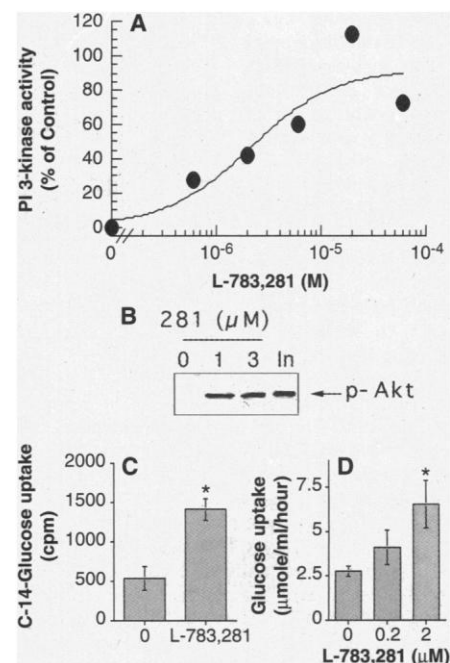 A
PI 3-kinase activity
(% of Control)
120
100
80
60
40
20
0
0 10-6 10-5 10-4
L-783,281 (M)
B
281 (μM)
0 1 3 In
p-Akt
C
C-14-Glucose uptake
(cpm)
2000
1500
1000
500
0
*
0 L-783,281
D
Glucose uptake
(μmole/ml/hour)
7.5
5
2.5
0
*
0 0.2 2
L-783,281 (μM)